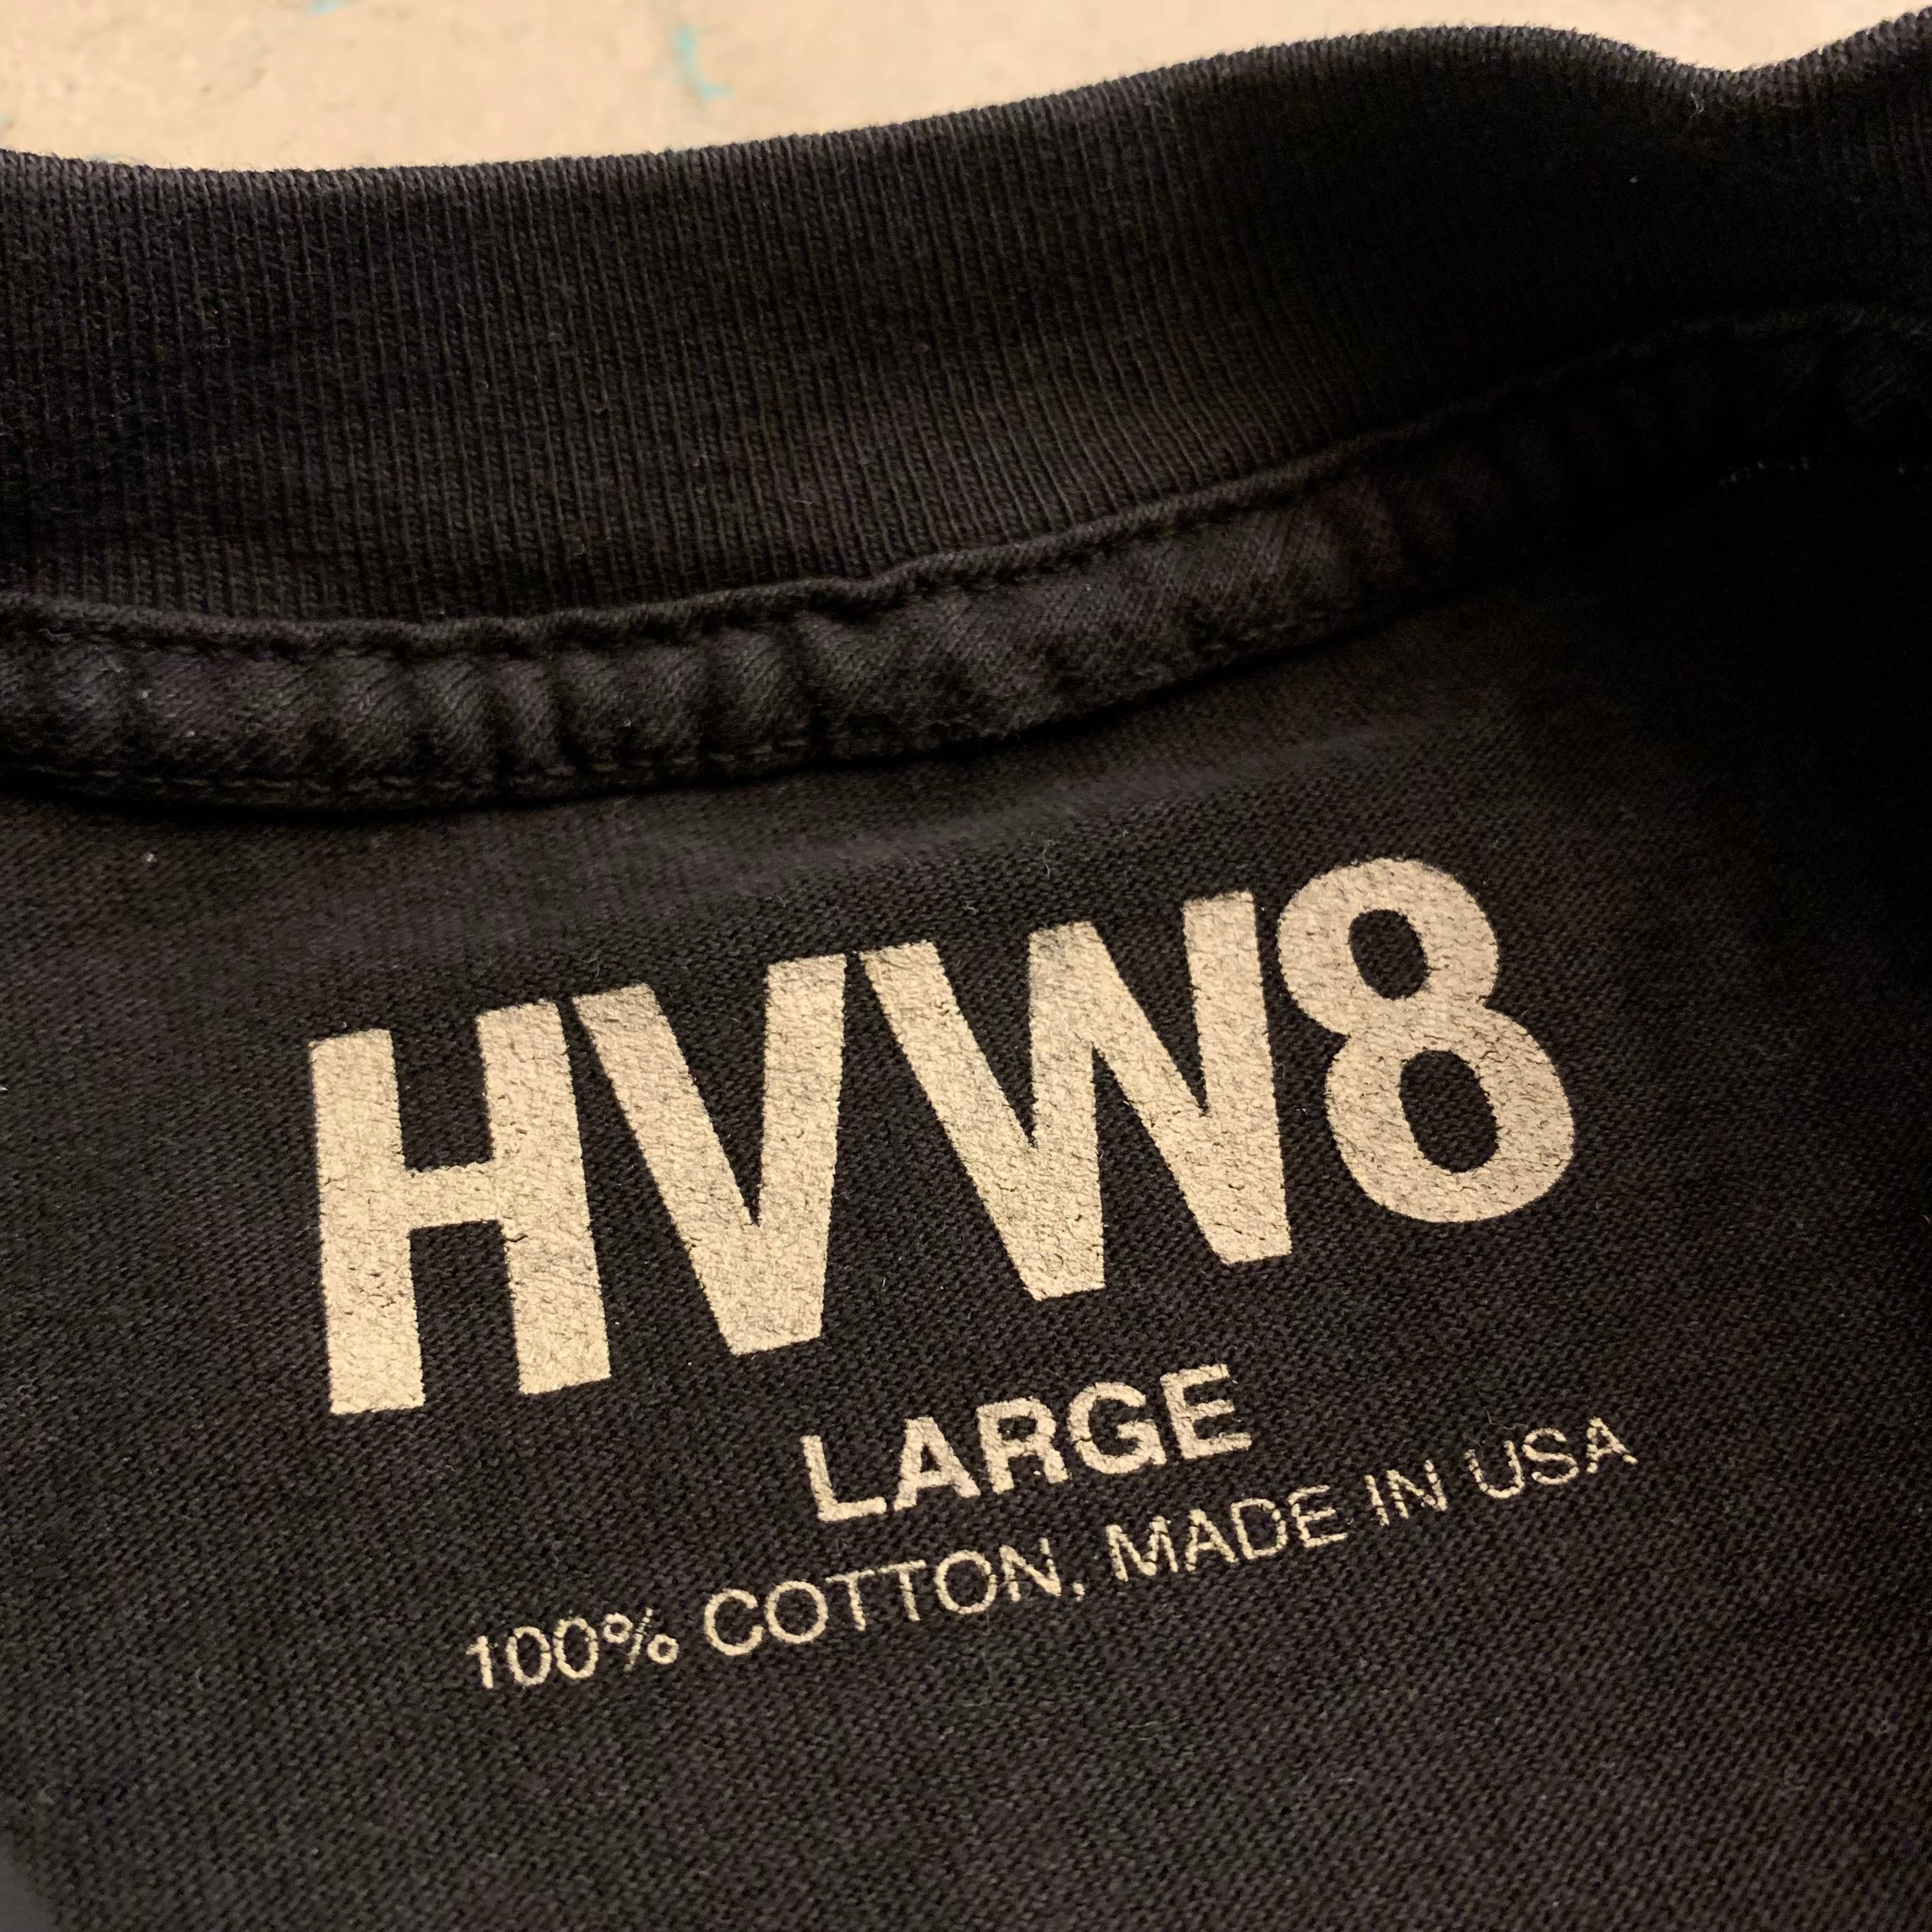 HVW8
LARGE
100% COTTON, MADE IN USA